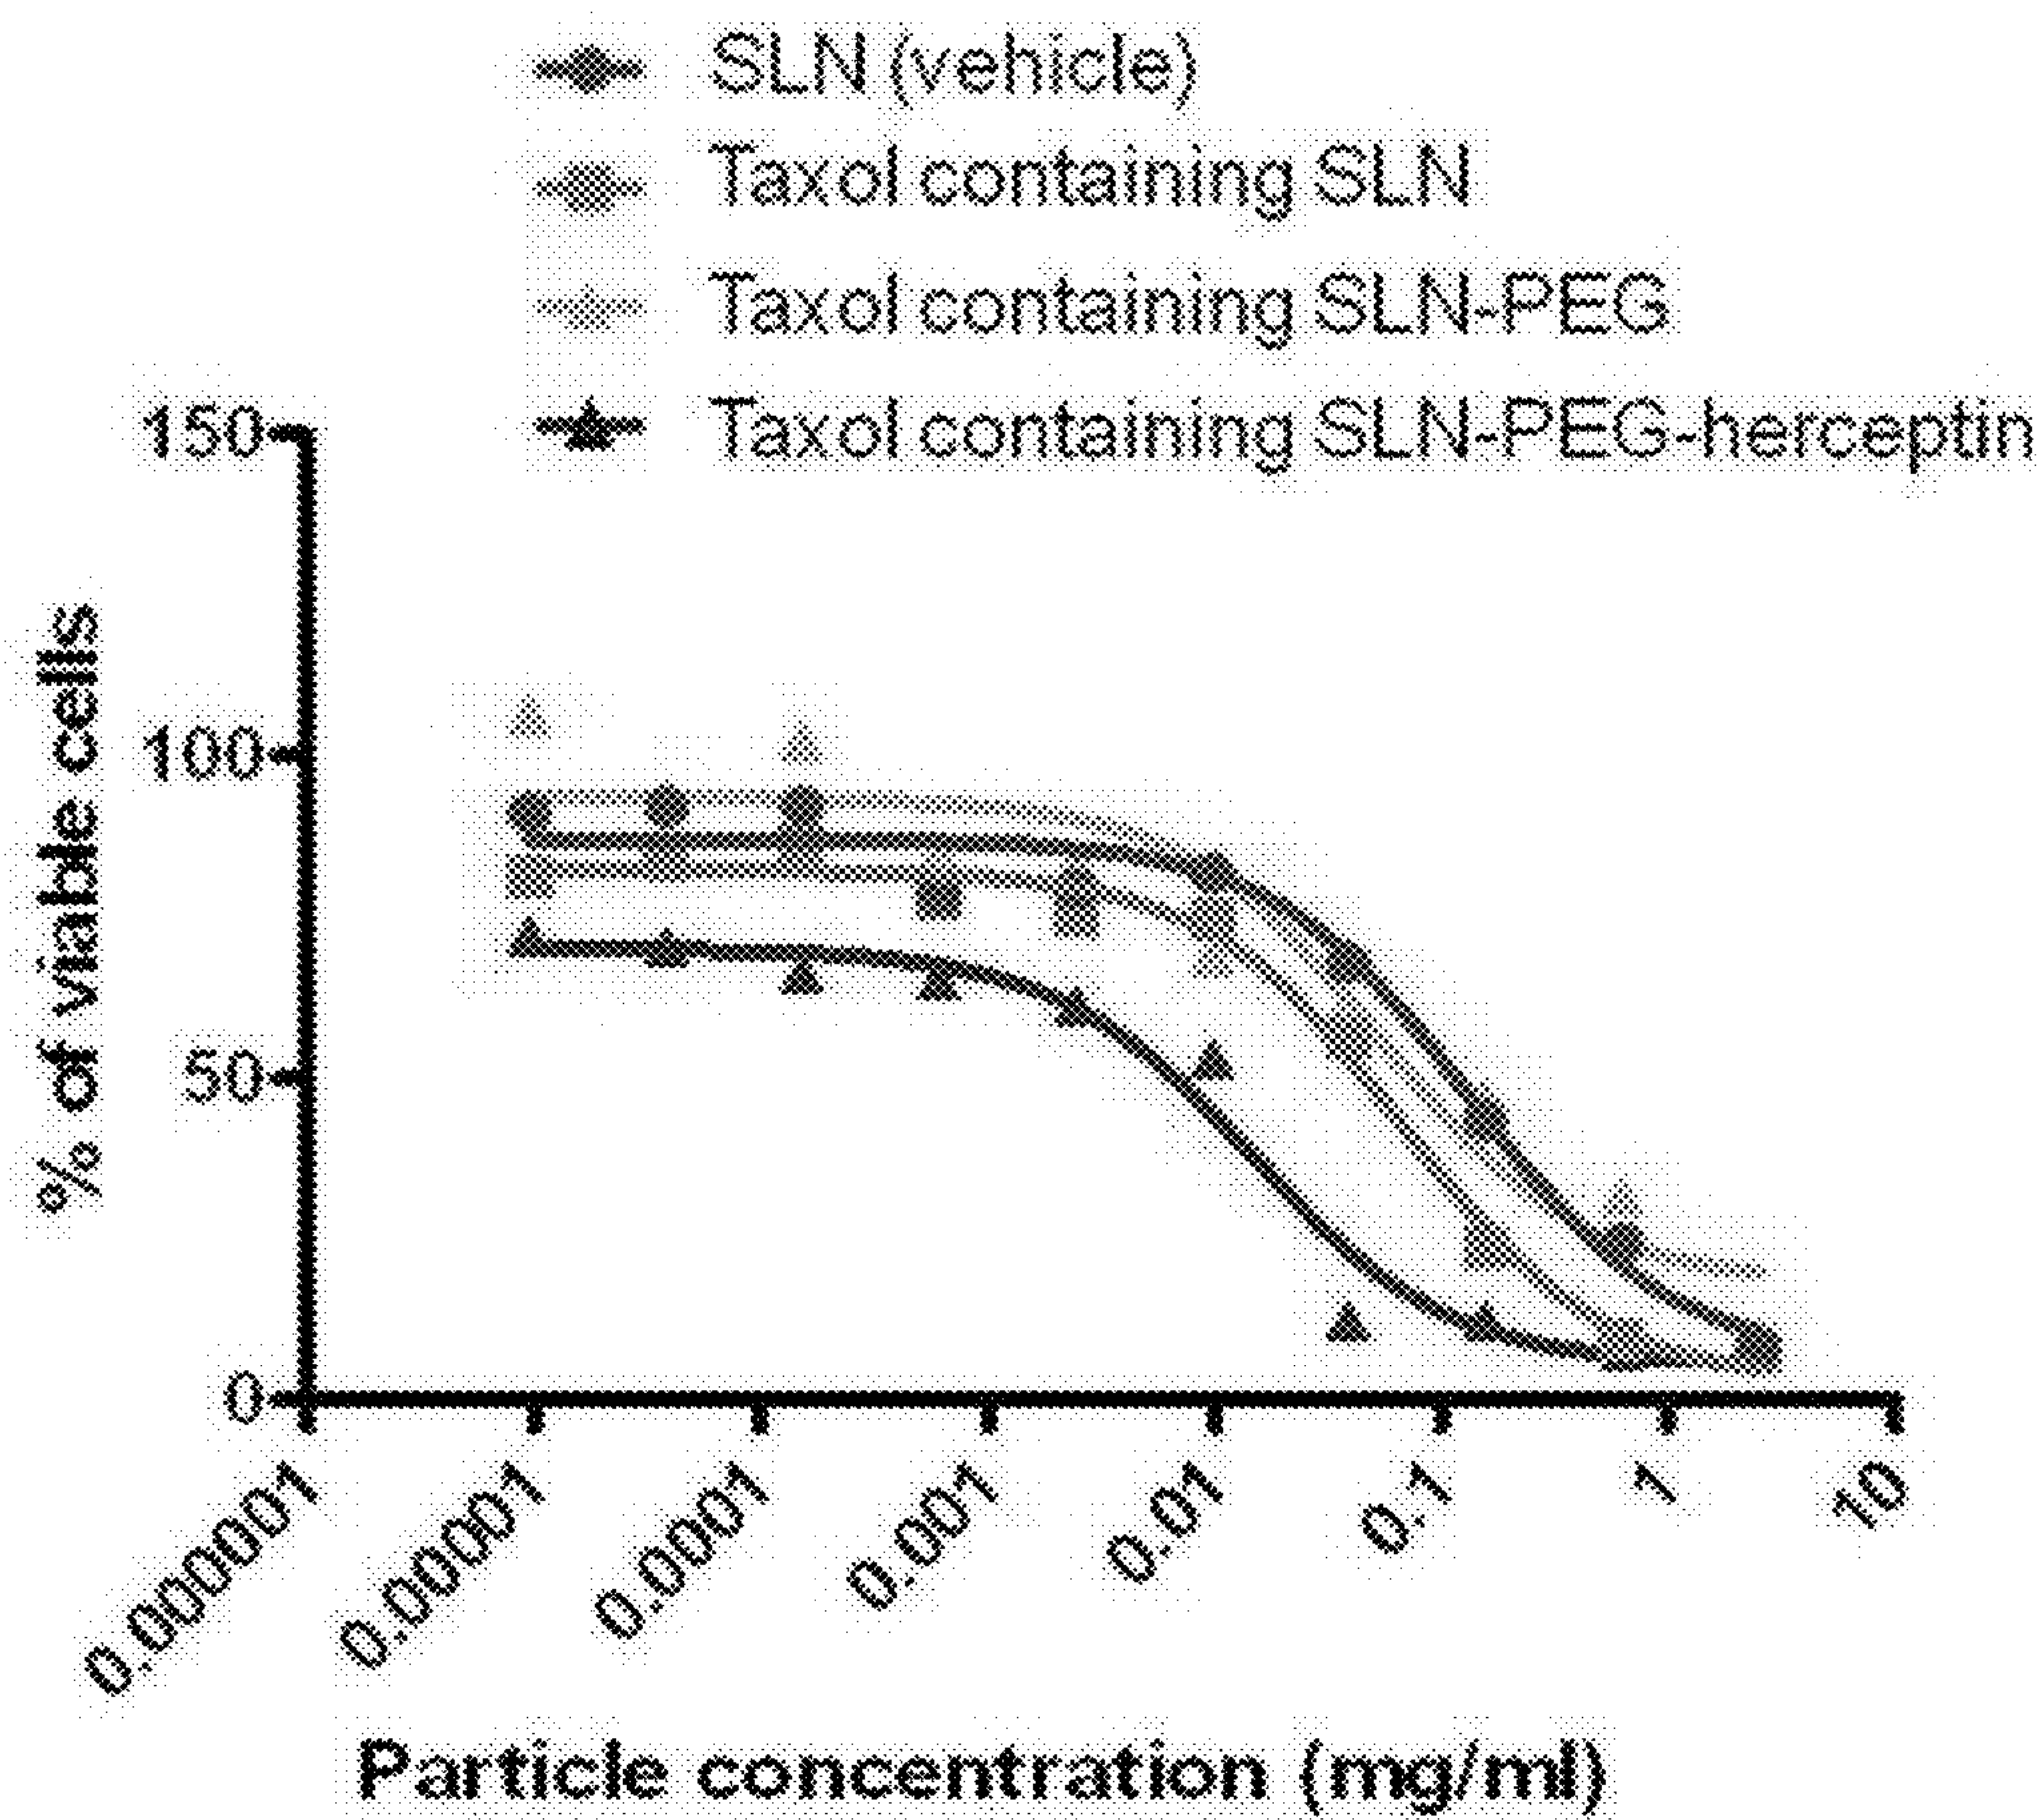 SLN (vehicle)
Taxol containing SLN
Taxol containing SLN-PEG
Taxol containing SLN-PEG-herceptin
150
100
50
0
% of viable cells
0.000001
0.00001
0.0001
0.001
0.01
0.1
1
10
Particle concentration (mg/ml)